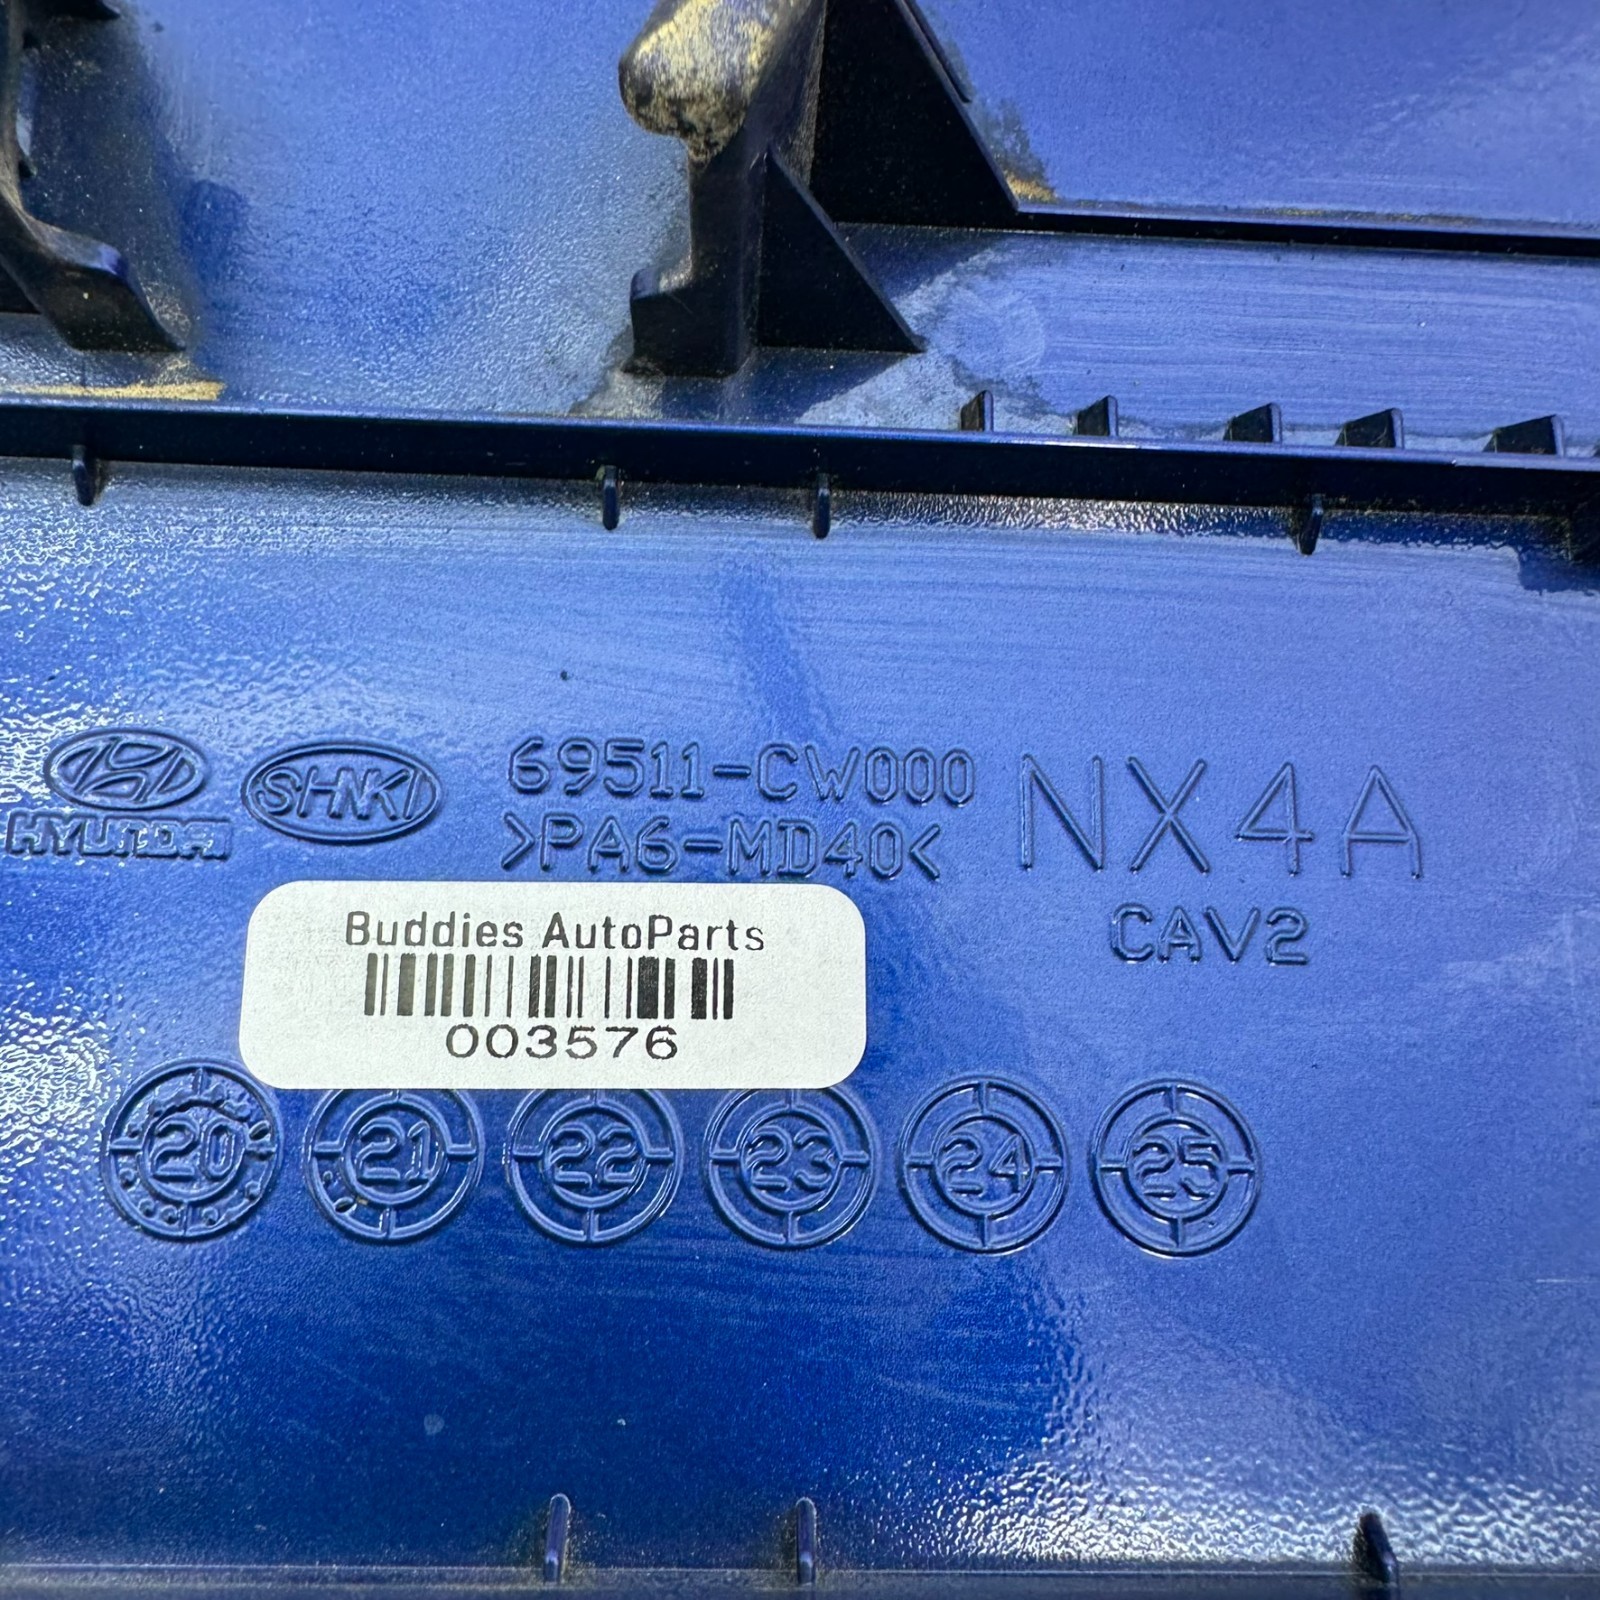 HYUNDAI
SHNKI
69511-CW000
>PA6-MD40<
NX4A
CAV2
Buddies AutoParts
003576
20 21 22 23 24 25